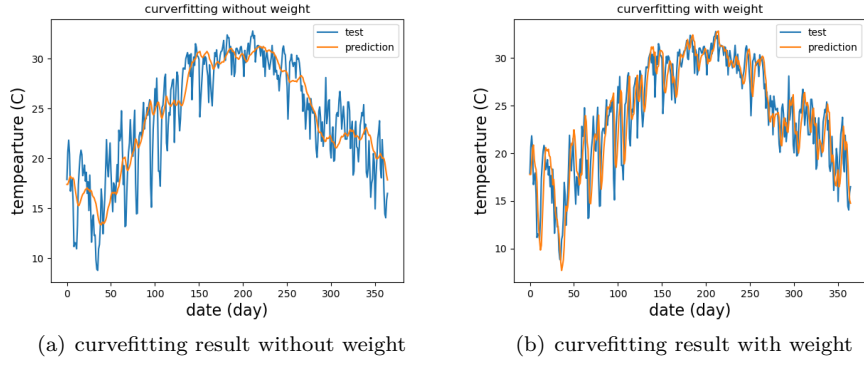 curverfitting without weight
test
prediction
30
25
20
15
10
tempearture (C)
0 50 100 150 200 250 300 350
date (day)
(a) curvefitting result without weight
curverfitting with weight
test
prediction
30
25
20
15
10
tempearture (C)
0 50 100 150 200 250 300 350
date (day)
(b) curvefitting result with weight